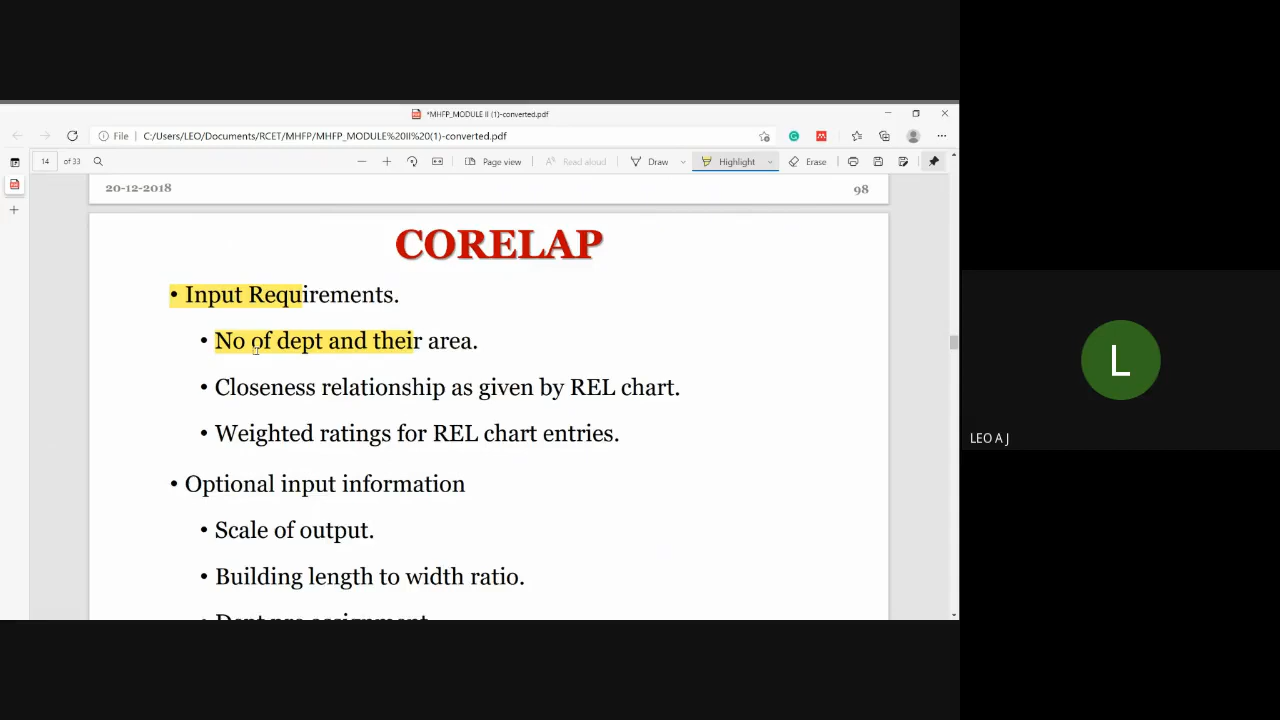 *MHFP_MODULE II (1)-converted.pdf
File
C:/Users/LEO/Documents/RCET/MHFP/MHFP_MODULE%20II%20(1)-converted.pdf
14 of 33
Page view
Read aloud
Draw
Highlight
Erase
20-12-2018
98
CORELAP
• Input Requirements.
• No of dept and their area.
• Closeness relationship as given by REL chart.
• Weighted ratings for REL chart entries.
• Optional input information
• Scale of output.
• Building length to width ratio.
• Dept pre assignment
L
LEO A J